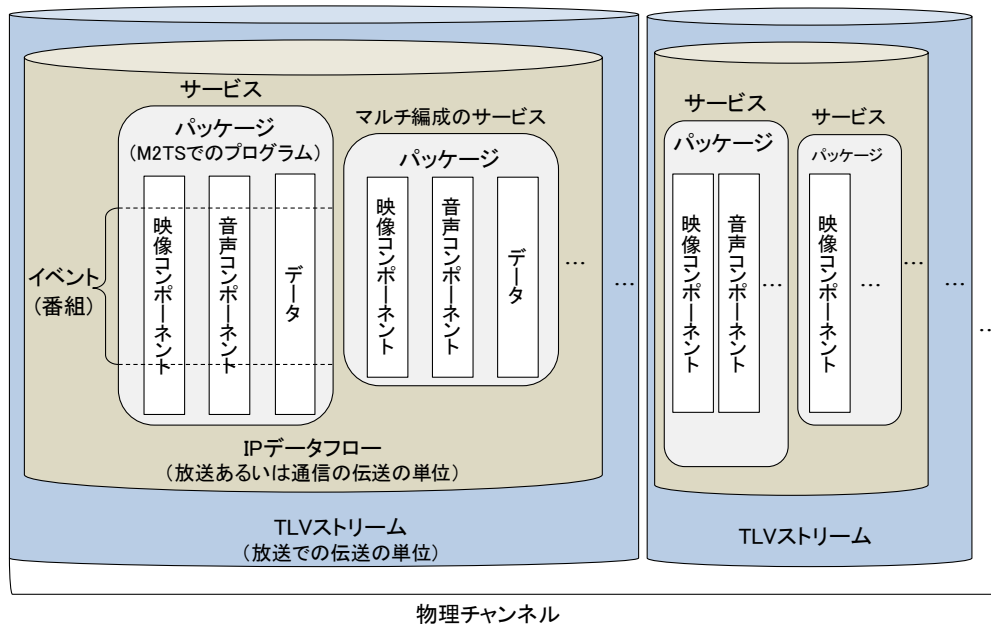 サービス
パッケージ
(M2TSでのプログラム)
映像コンポーネント
音声コンポーネント
データ
イベント
(番組)
マルチ編成のサービス
パッケージ
映像コンポーネント
音声コンポーネント
データ
…
…
IPデータフロー
(放送あるいは通信の伝送の単位)
TLVストリーム
(放送での伝送の単位)
サービス
パッケージ
映像コンポーネント
音声コンポーネント
…
サービス
パッケージ
映像コンポーネント
…
…
…
TLVストリーム
…
物理チャンネル